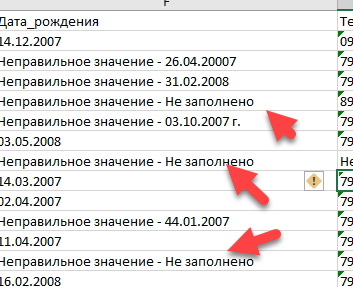 F
Дата_рождения Те
14.12.2007 09
Неправильное значение - 26.04.20007 79
Неправильное значение - 31.02.2008 79
Неправильное значение - Не заполнено 89
Неправильное значение - 03.10.2007 г. 79
03.05.2008 79
Неправильное значение - Не заполнено Не
14.03.2007 79
02.04.2007 79
Неправильное значение - 44.01.2007 79
11.04.2007 79
Неправильное значение - Не заполнено 79
16.02.2008 79